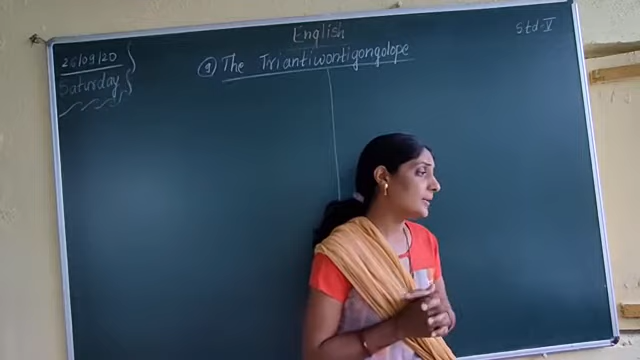 English
Std-V
26/09/20
Saturday
9 The Triantiwontigongolope